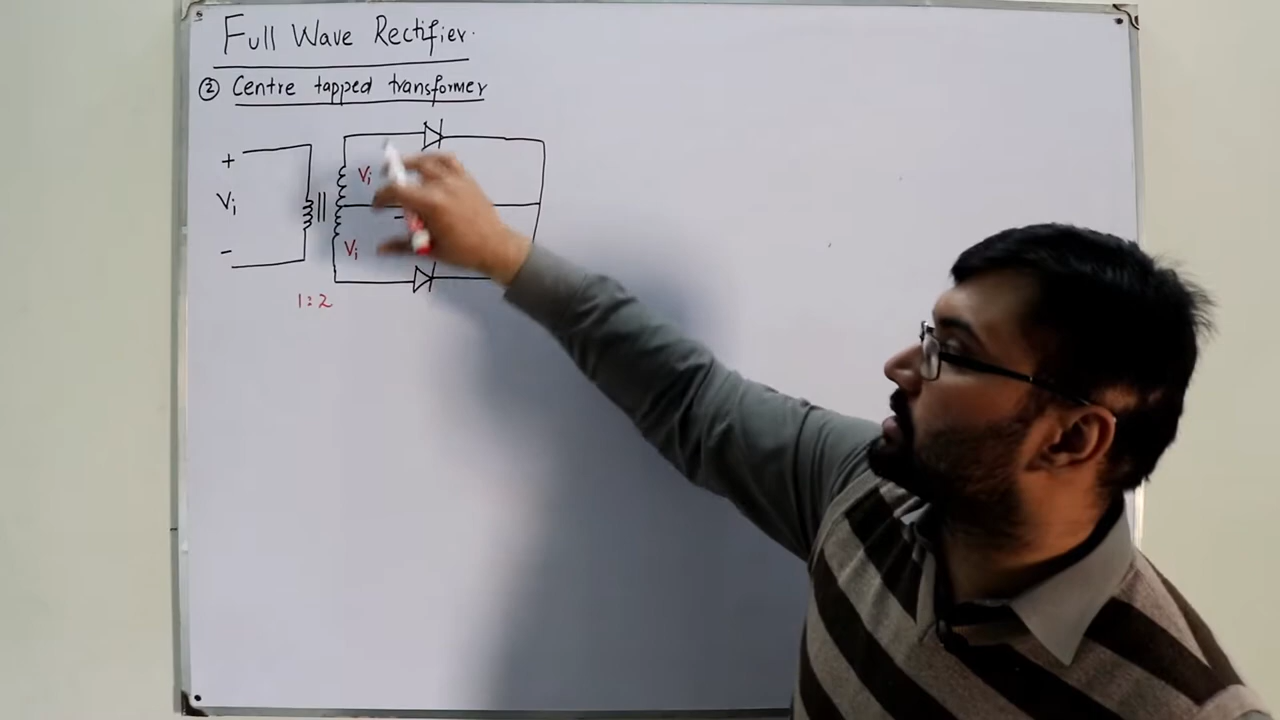 Full Wave Rectifier.
② Centre tapped transformer
+
Vi
Vi
-
-
Vi
1:2